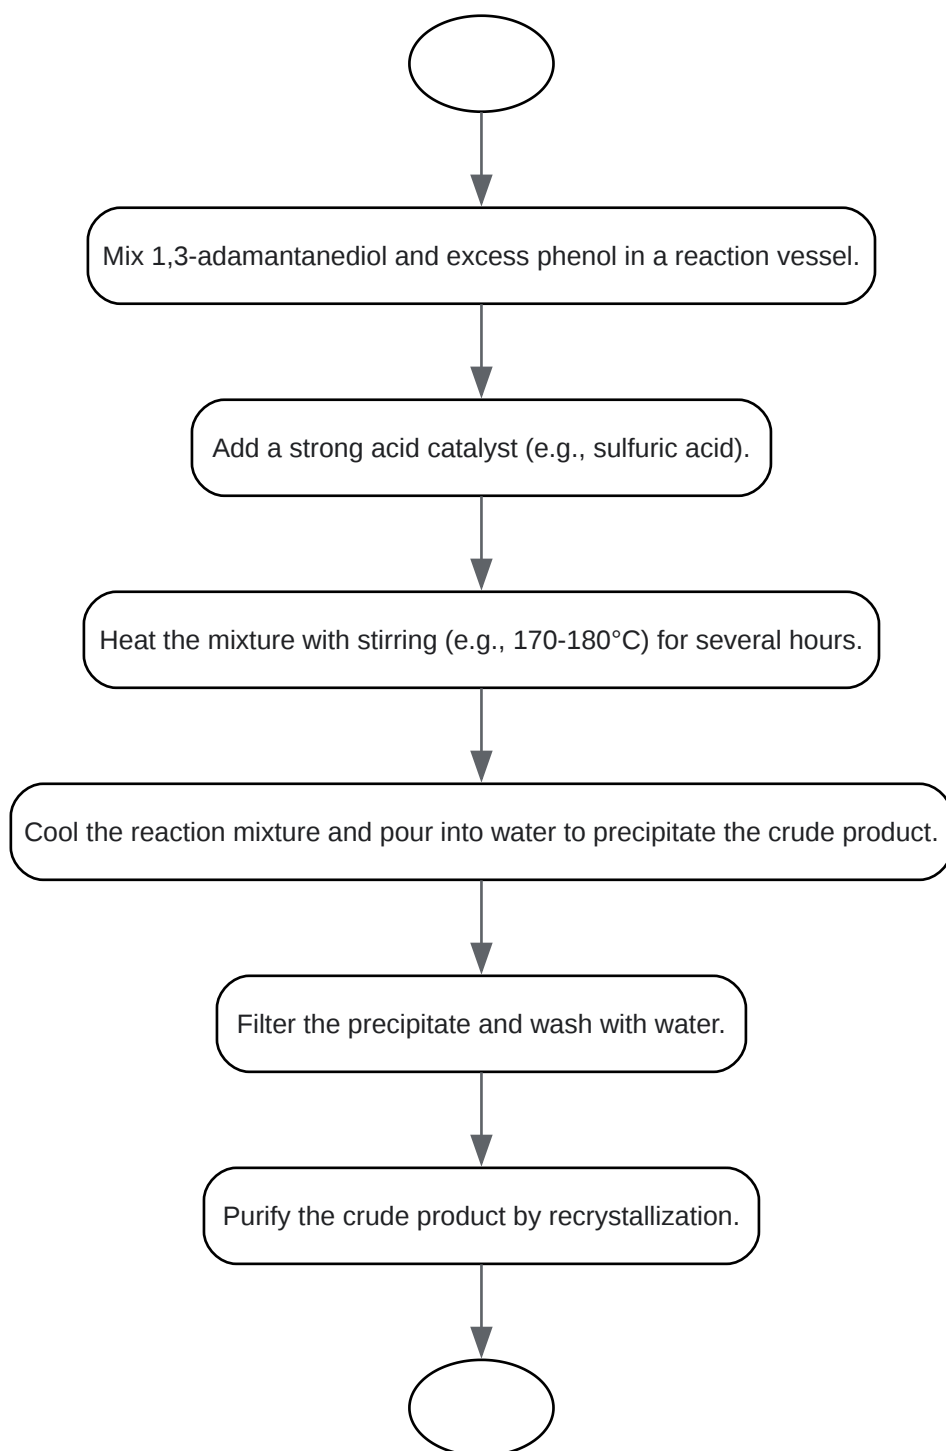 Mix 1,3-adamantanediol and excess phenol in a reaction vessel.
Add a strong acid catalyst (e.g., sulfuric acid).
Heat the mixture with stirring (e.g., 170-180°C) for several hours.
Cool the reaction mixture and pour into water to precipitate the crude product.
Filter the precipitate and wash with water.
Purify the crude product by recrystallization.